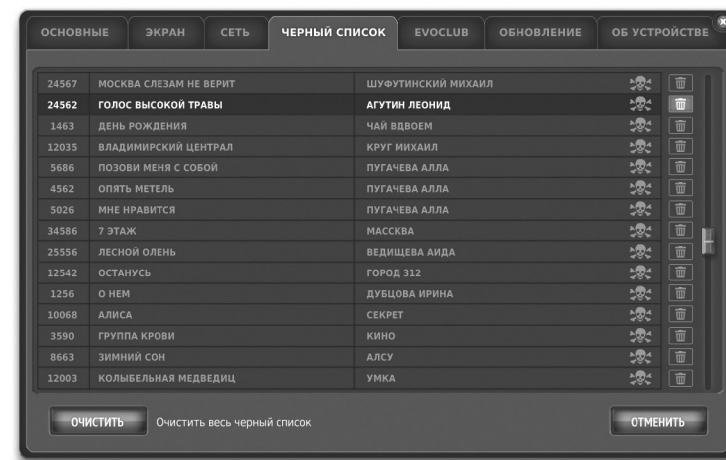 ОСНОВНЫЕ ЭКРАН СЕТЬ ЧЕРНЫЙ СПИСОК EVOCLUB ОБНОВЛЕНИЕ ОБ УСТРОЙСТВЕ
24567 МОСКВА СЛЕЗАМ НЕ ВЕРИТ ШУФУТИНСКИЙ МИХАИЛ
24562 ГОЛОС ВЫСОКОЙ ТРАВЫ АГУТИН ЛЕОНИД
1463 ДЕНЬ РОЖДЕНИЯ ЧАЙ ВДВОЕМ
12035 ВЛАДИМИРСКИЙ ЦЕНТРАЛ КРУГ МИХАИЛ
5686 ПОЗОВИ МЕНЯ С СОБОЙ ПУГАЧЕВА АЛЛА
4562 ОПЯТЬ МЕТЕЛЬ ПУГАЧЕВА АЛЛА
5026 МНЕ НРАВИТСЯ ПУГАЧЕВА АЛЛА
34586 7 ЭТАЖ МАССКВА
25556 ЛЕСНОЙ ОЛЕНЬ ВЕДИЩЕВА АИДА
12542 ОСТАНУСЬ ГОРОД 312
1256 О НЕМ ДУБЦОВА ИРИНА
10068 АЛИСА СЕКРЕТ
3590 ГРУППА КРОВИ КИНО
8663 ЗИМНИЙ СОН АЛСУ
12003 КОЛЫБЕЛЬНАЯ МЕДВЕДИЦ УМКА
ОЧИСТИТЬ Очистить весь черный список ОТМЕНИТЬ